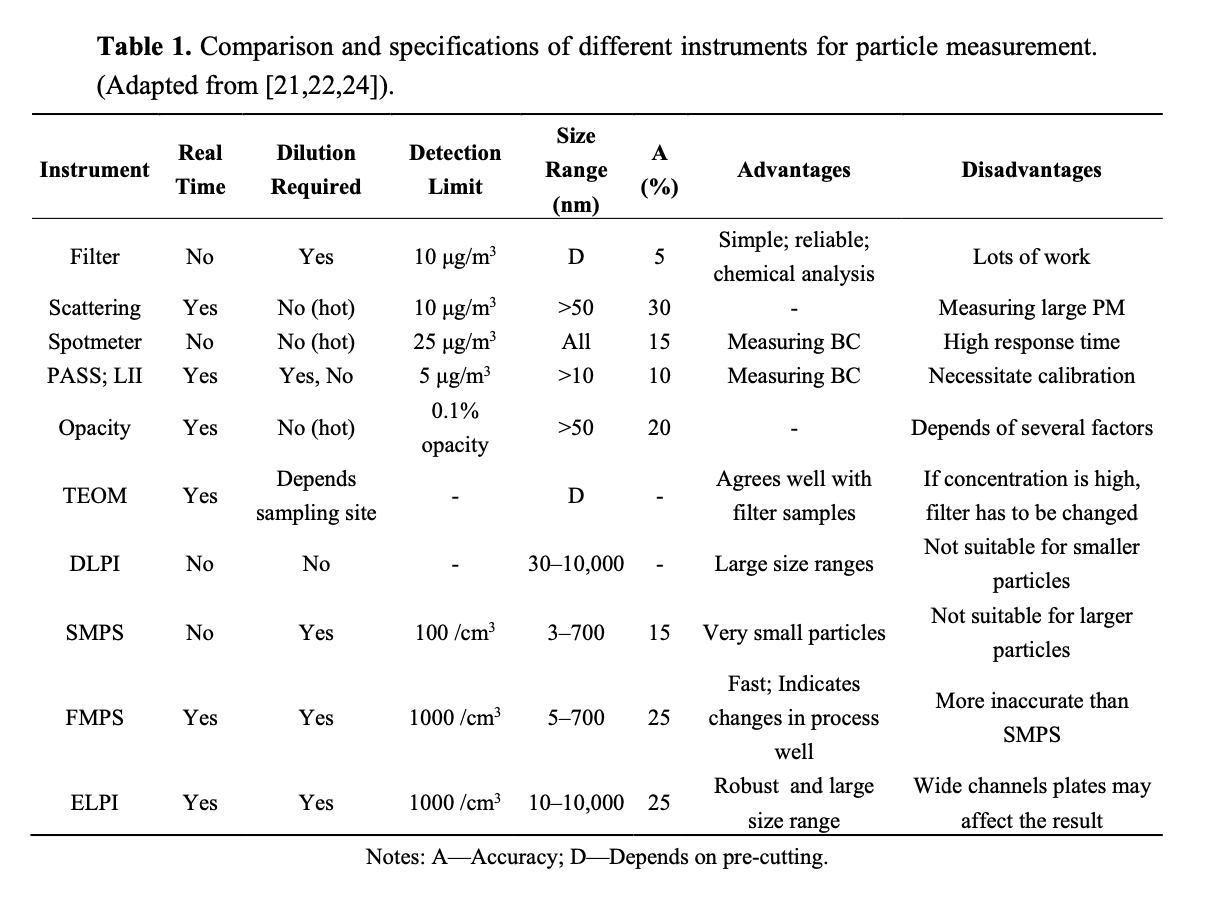 Table 1. Comparison and specifications of different instruments for particle measurement.
(Adapted from [21,22,24]).
Instrument Real Time Dilution Required Detection Limit Size Range (nm) A (%) Advantages Disadvantages
Filter No Yes 10 μg/m³ D 5 Simple; reliable; chemical analysis Lots of work
Scattering Yes No (hot) 10 μg/m³ >50 30 - Measuring large PM
Spotmeter No No (hot) 25 μg/m³ All 15 Measuring BC High response time
PASS; LII Yes Yes, No 5 μg/m³ >10 10 Measuring BC Necessitate calibration
Opacity Yes No (hot) 0.1% opacity >50 20 - Depends of several factors
TEOM Yes Depends sampling site - D - Agrees well with filter samples If concentration is high, filter has to be changed
DLPI No No - 30–10,000 - Large size ranges Not suitable for smaller particles
SMPS No Yes 100 /cm³ 3–700 15 Very small particles Not suitable for larger particles
FMPS Yes Yes 1000 /cm³ 5–700 25 Fast; Indicates changes in process well More inaccurate than SMPS
ELPI Yes Yes 1000 /cm³ 10–10,000 25 Robust and large size range Wide channels plates may affect the result
Notes: A—Accuracy; D—Depends on pre-cutting.